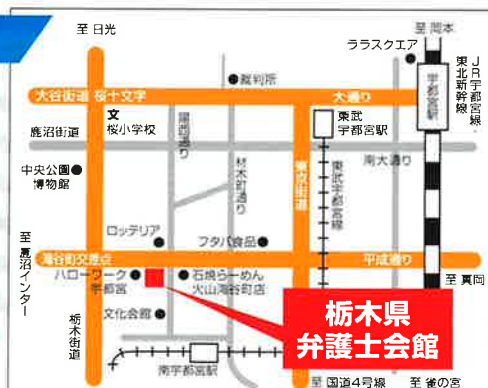 至 日光
至 岡本
ララスクエア
JR宇都宮線・
東北新幹線
宇都宮駅
裁判所
大谷街道 桜十文字
大通り
文
桜小学校
東武
宇都宮駅
鹿沼街道
南大通り
中央公園
博物館
材木町通り
東京街道
東武宇都宮線
ロッテリア
フタバ食品
至 鹿沼インター
滝谷町交差点
平成通り
ハローワーク
宇都宮
石焼らーめん
火山滝谷町店
至 真岡
栃木県
弁護士会館
文化会館
栃木街道
南宇都宮駅
至 国道4号線
至 雀の宮